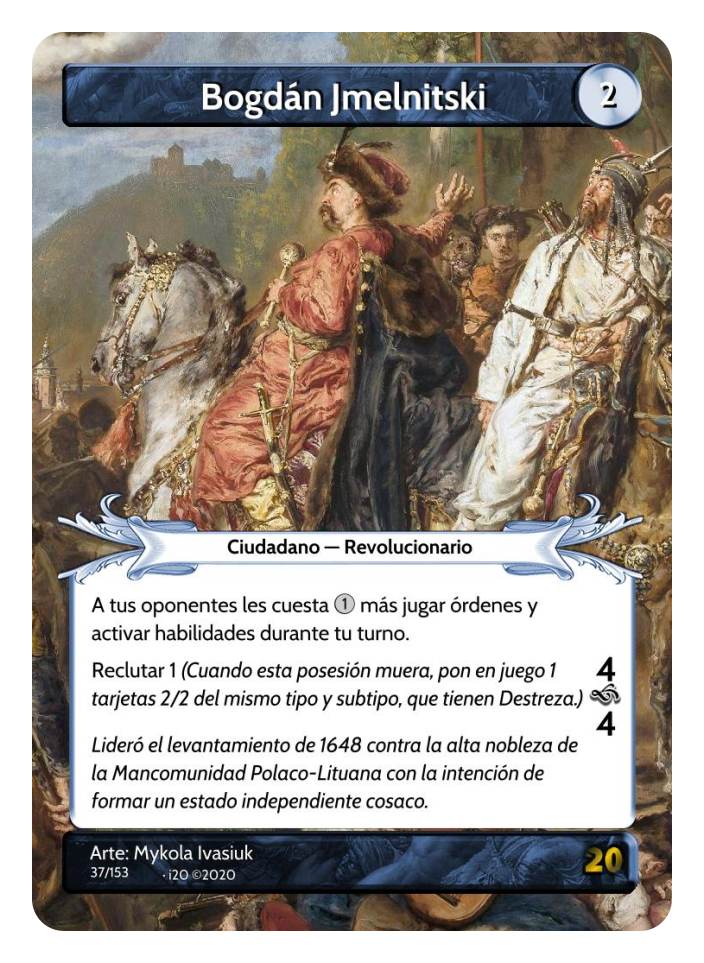 Bogdán Jmelnitski
2
Ciudadano — Revolucionario
A tus oponentes les cuesta 1 más jugar órdenes y
activar habilidades durante tu turno.
Reclutar 1 (Cuando esta posesión muera, pon en juego 1
tarjetas 2/2 del mismo tipo y subtipo, que tienen Destreza.)
4
4
Lideró el levantamiento de 1648 contra la alta nobleza de
la Mancomunidad Polaco-Lituana con la intención de
formar un estado independiente cosaco.
Arte: Mykola Ivasiuk
37/153 · i20 ©2020
20